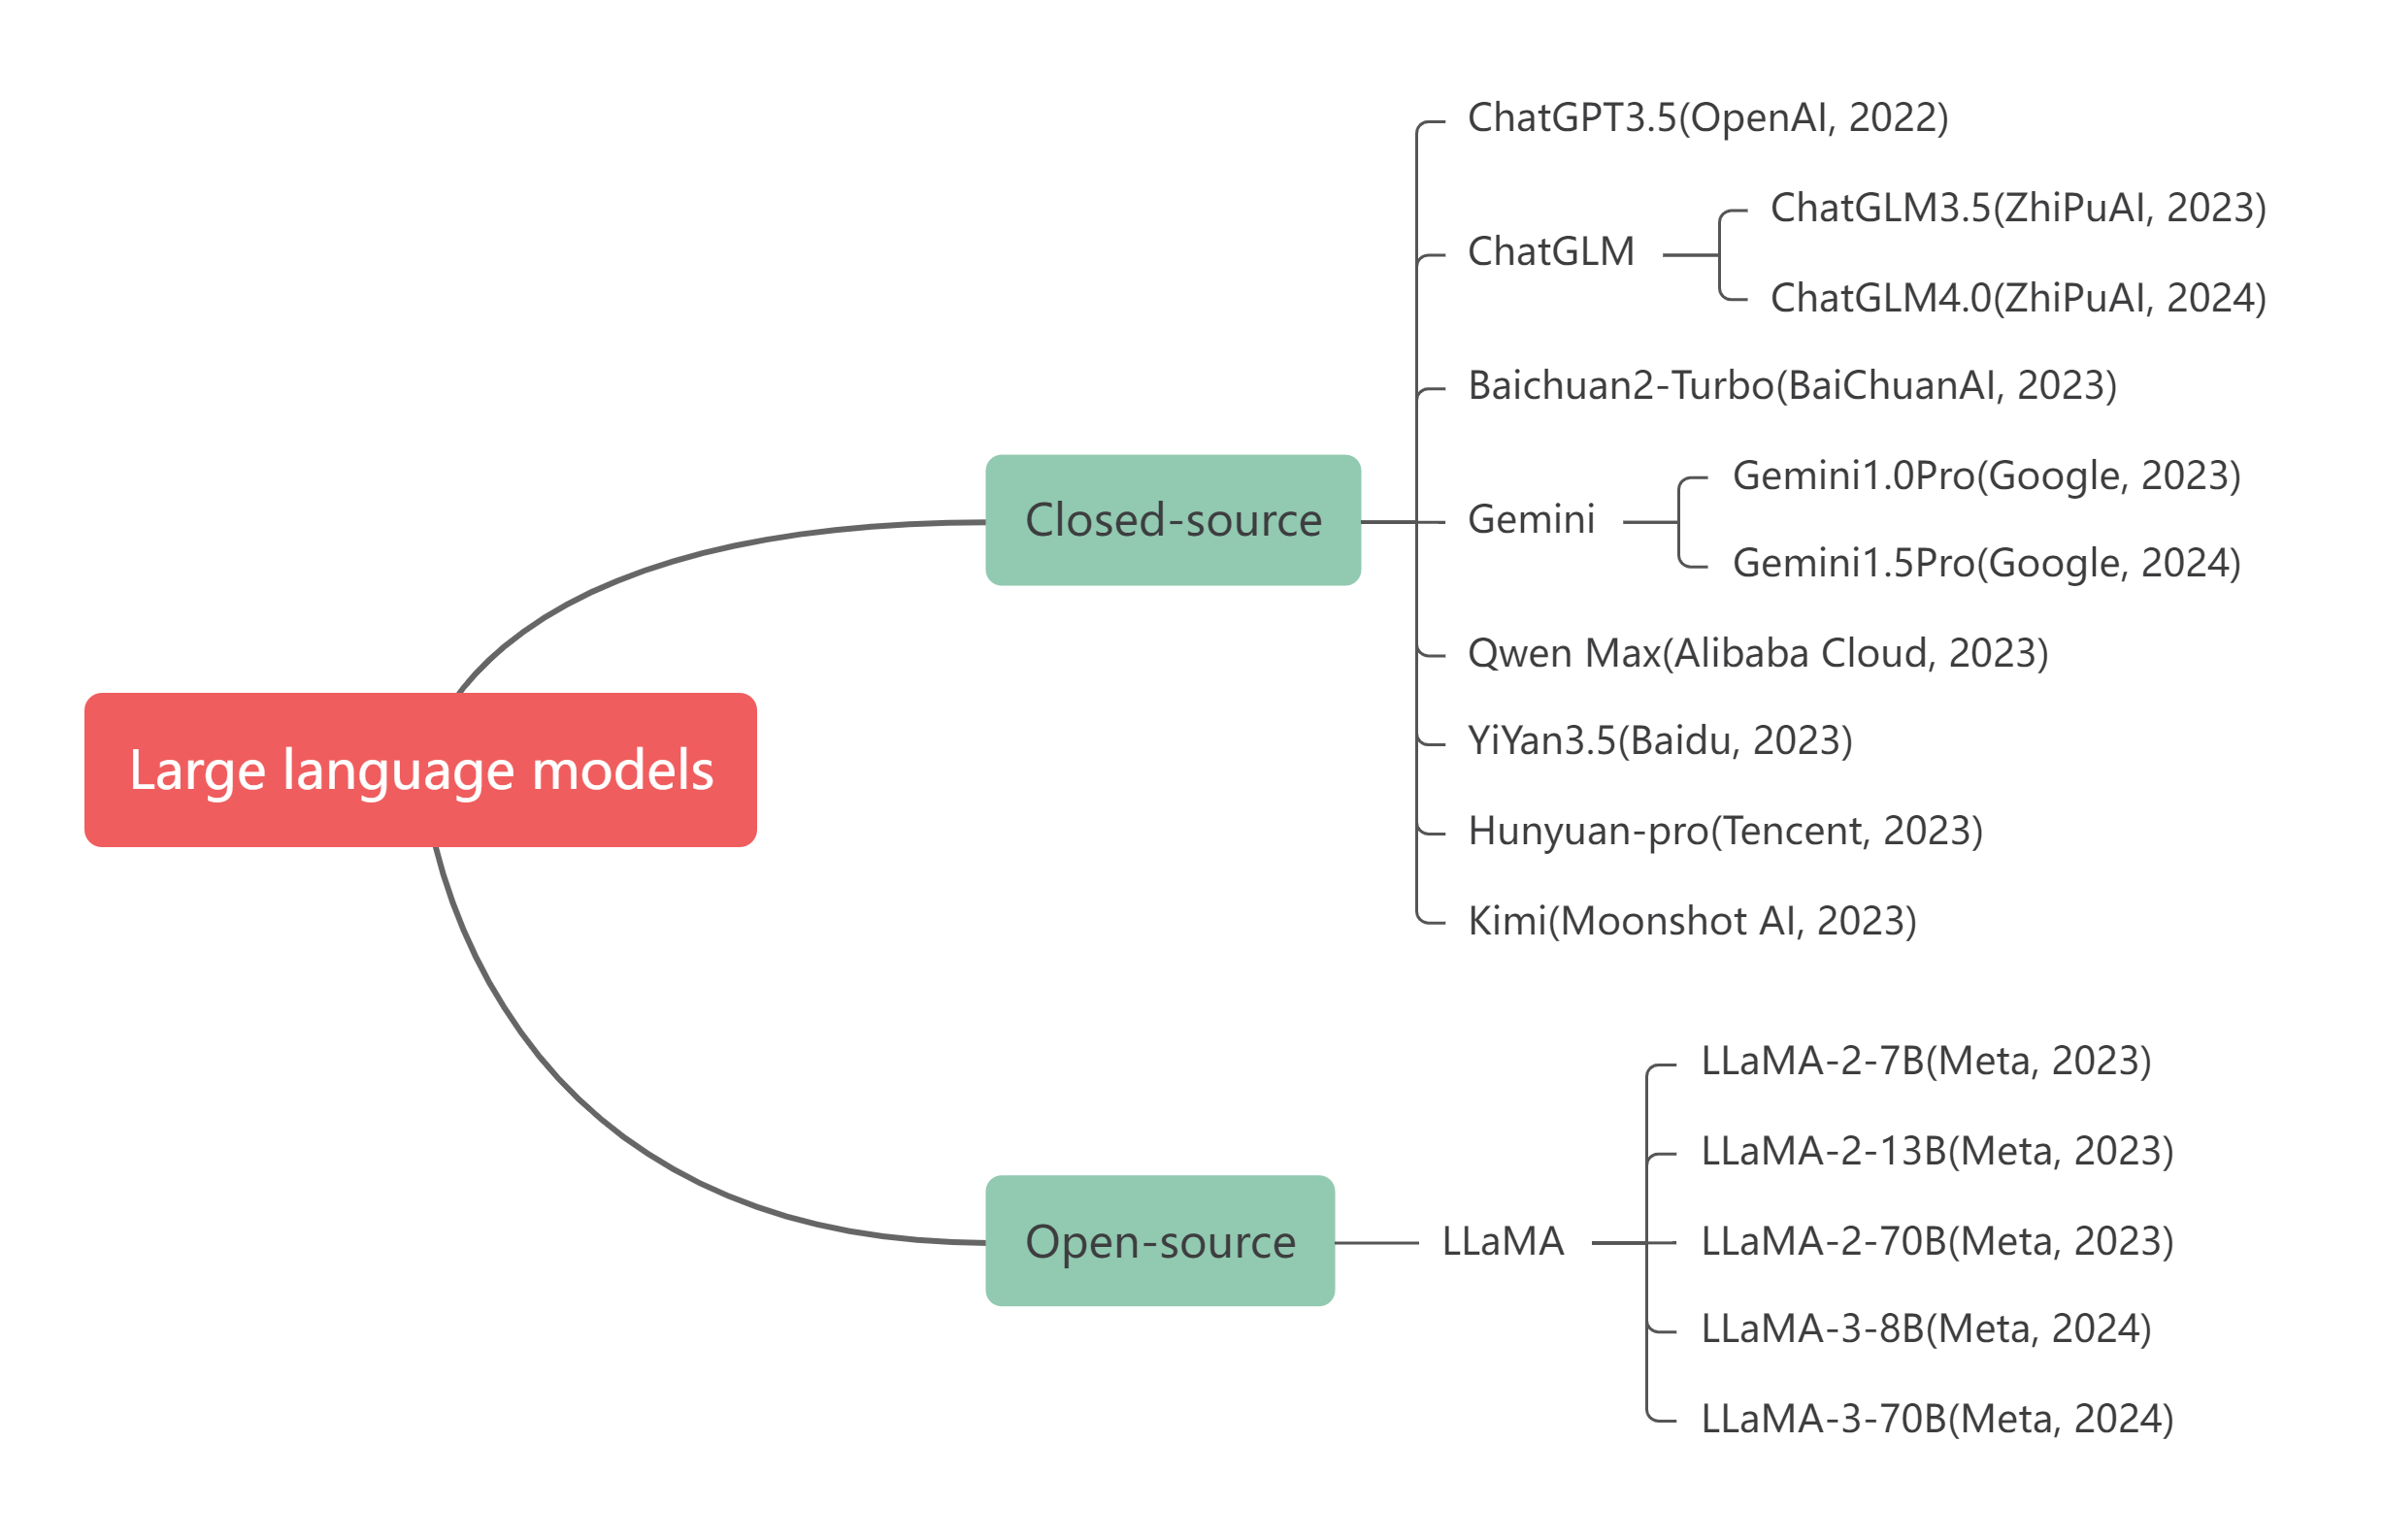 Large language models
Closed-source
ChatGPT3.5(OpenAI, 2022)
ChatGLM
ChatGLM3.5(ZhiPuAI, 2023)
ChatGLM4.0(ZhiPuAI, 2024)
Baichuan2-Turbo(BaiChuanAI, 2023)
Gemini
Gemini1.0Pro(Google, 2023)
Gemini1.5Pro(Google, 2024)
Qwen Max(Alibaba Cloud, 2023)
YiYan3.5(Baidu, 2023)
Hunyuan-pro(Tencent, 2023)
Kimi(Moonshot AI, 2023)
Open-source
LLaMA
LLaMA-2-7B(Meta, 2023)
LLaMA-2-13B(Meta, 2023)
LLaMA-2-70B(Meta, 2023)
LLaMA-3-8B(Meta, 2024)
LLaMA-3-70B(Meta, 2024)